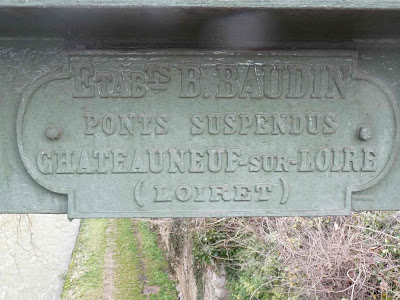 ETABTS B. BAUDIN
PONTS SUSPENDUS
CHATEAUNEUF-SUR-LOIRE
(LOIRET)